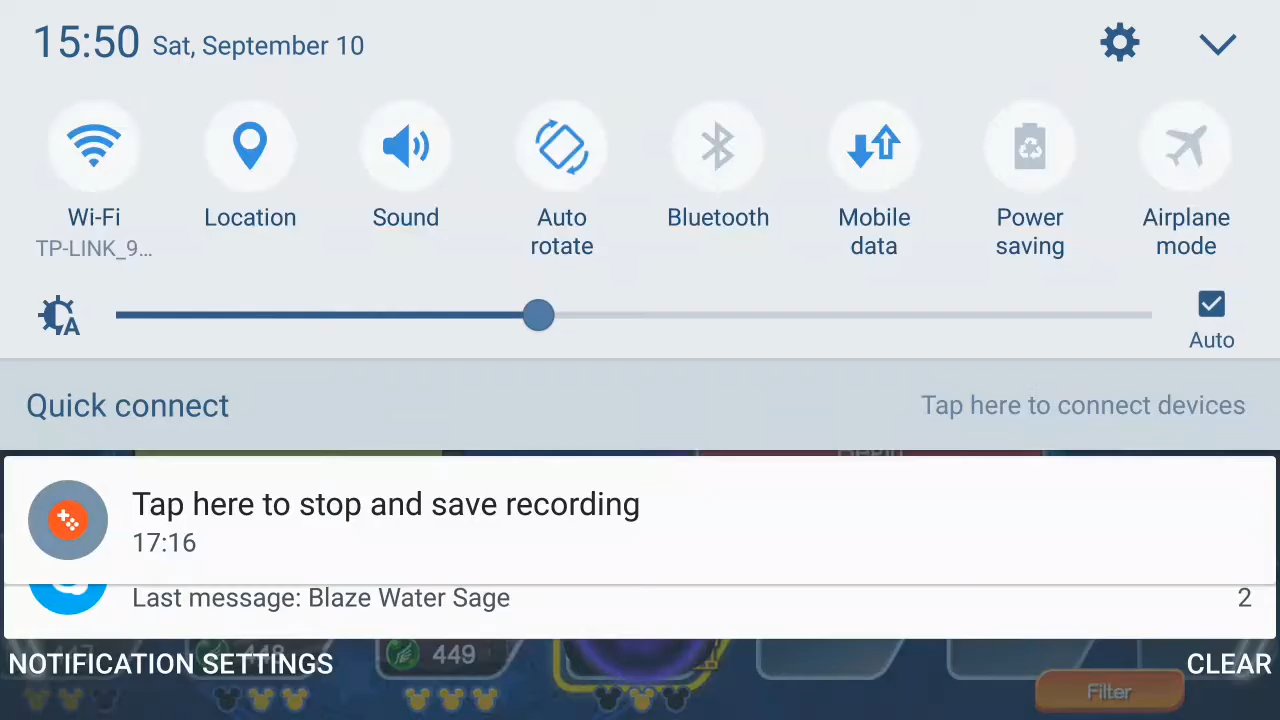 15:50 Sat, September 10
Wi-Fi
TP-LINK_9...
Location
Sound
Auto
rotate
Bluetooth
Mobile
data
Power
saving
Airplane
mode
A
Auto
Quick connect
Tap here to connect devices
Tap here to stop and save recording
17:16
Last message: Blaze Water Sage
2
447
448
449
NOTIFICATION SETTINGS
CLEAR
Filter